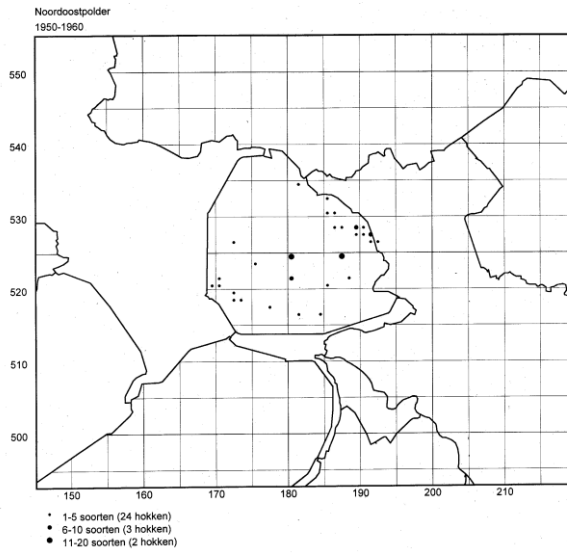 Noordoostpolder
1950-1960
550
540
530
520
510
500
150 160 170 180 190 200 210
1-5 soorten (24 hokken)
6-10 soorten (3 hokken)
11-20 soorten (2 hokken)